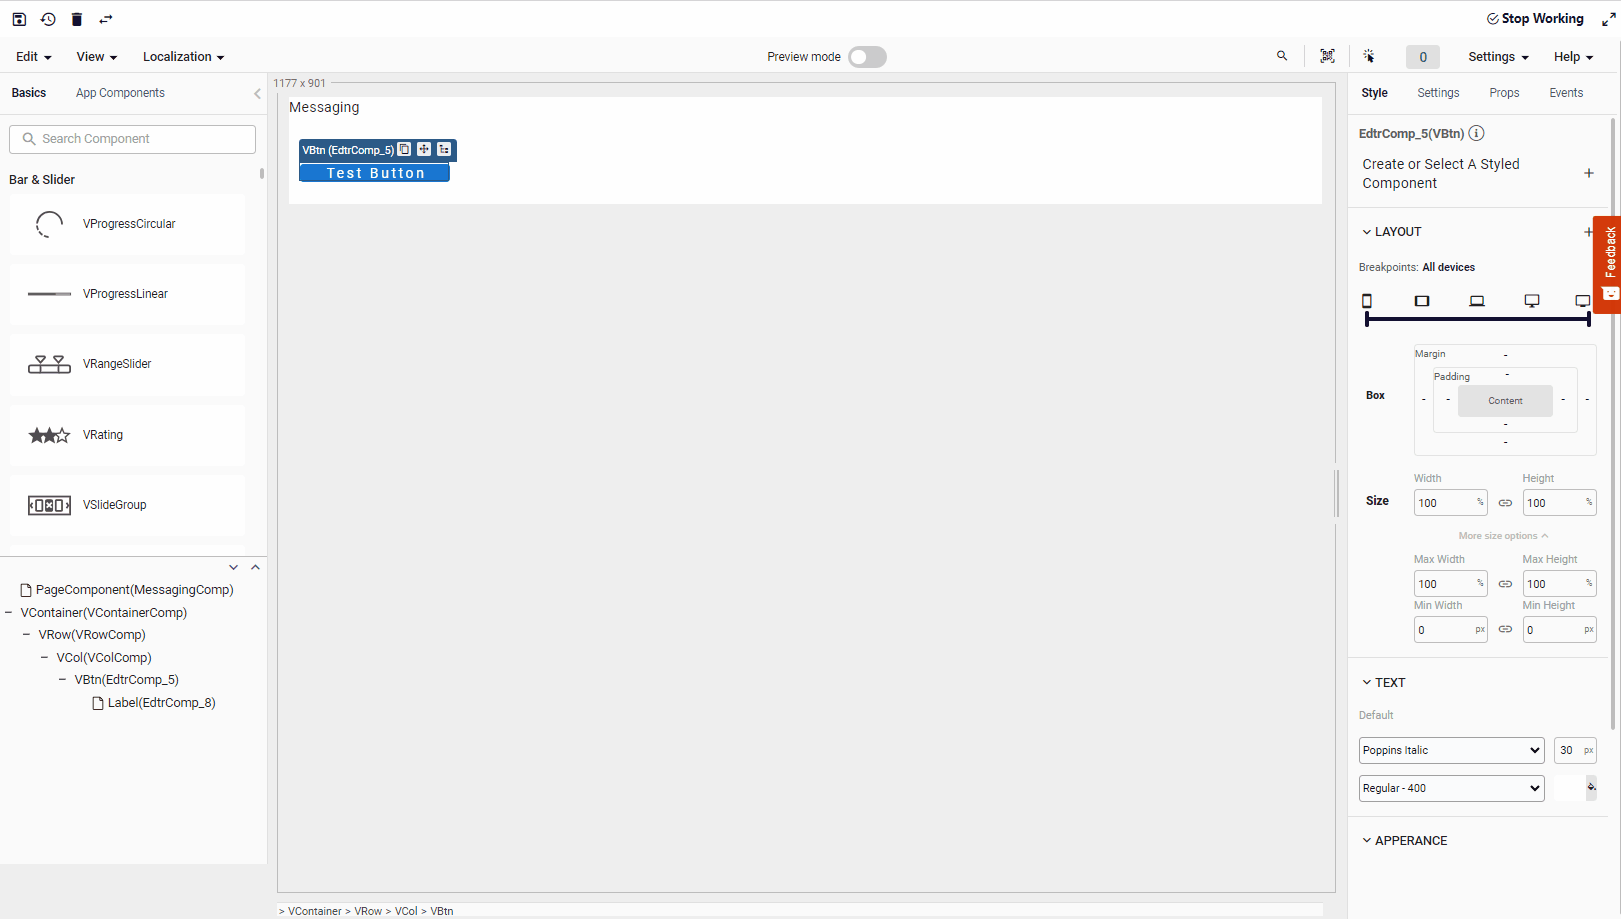 Stop Working
Edit
View
Localization
Preview mode
0
Settings
Help
Basics
App Components
Search Component
Bar & Slider
VProgressCircular
VProgressLinear
VRangeSlider
VRating
VSlideGroup
PageComponent(MessagingComp)
VContainer(VContainerComp)
VRow(VRowComp)
VCol(VColComp)
VBtn(EdtrComp_5)
Label(EdtrComp_8)
1177 x 901
Messaging
VBtn (EdtrComp_5)
Test Button
> VContainer > VRow > VCol > VBtn
Style
Settings
Props
Events
EdtrComp_5(VBtn)
Create or Select A Styled
Component
+
LAYOUT
+
Breakpoints: All devices
Feedback
Margin
-
Padding
-
Box
-
-
Content
-
-
-
-
Width
Height
Size
100 %
100 %
More size options
Max Width
Max Height
100 %
100 %
Min Width
Min Height
0 px
0 px
TEXT
Default
Poppins Italic
30 px
Regular - 400
APPERANCE